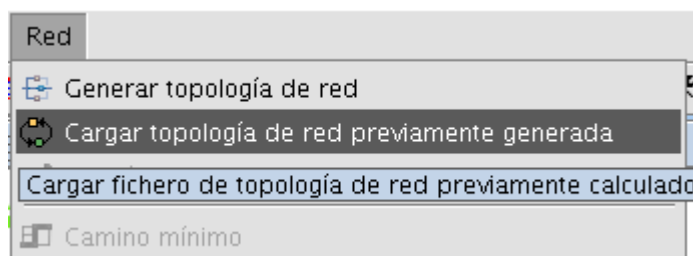 Red
Generar topología de red
Cargar topología de red previamente generada
Cargar fichero de topología de red previamente calculado
Camino mínimo